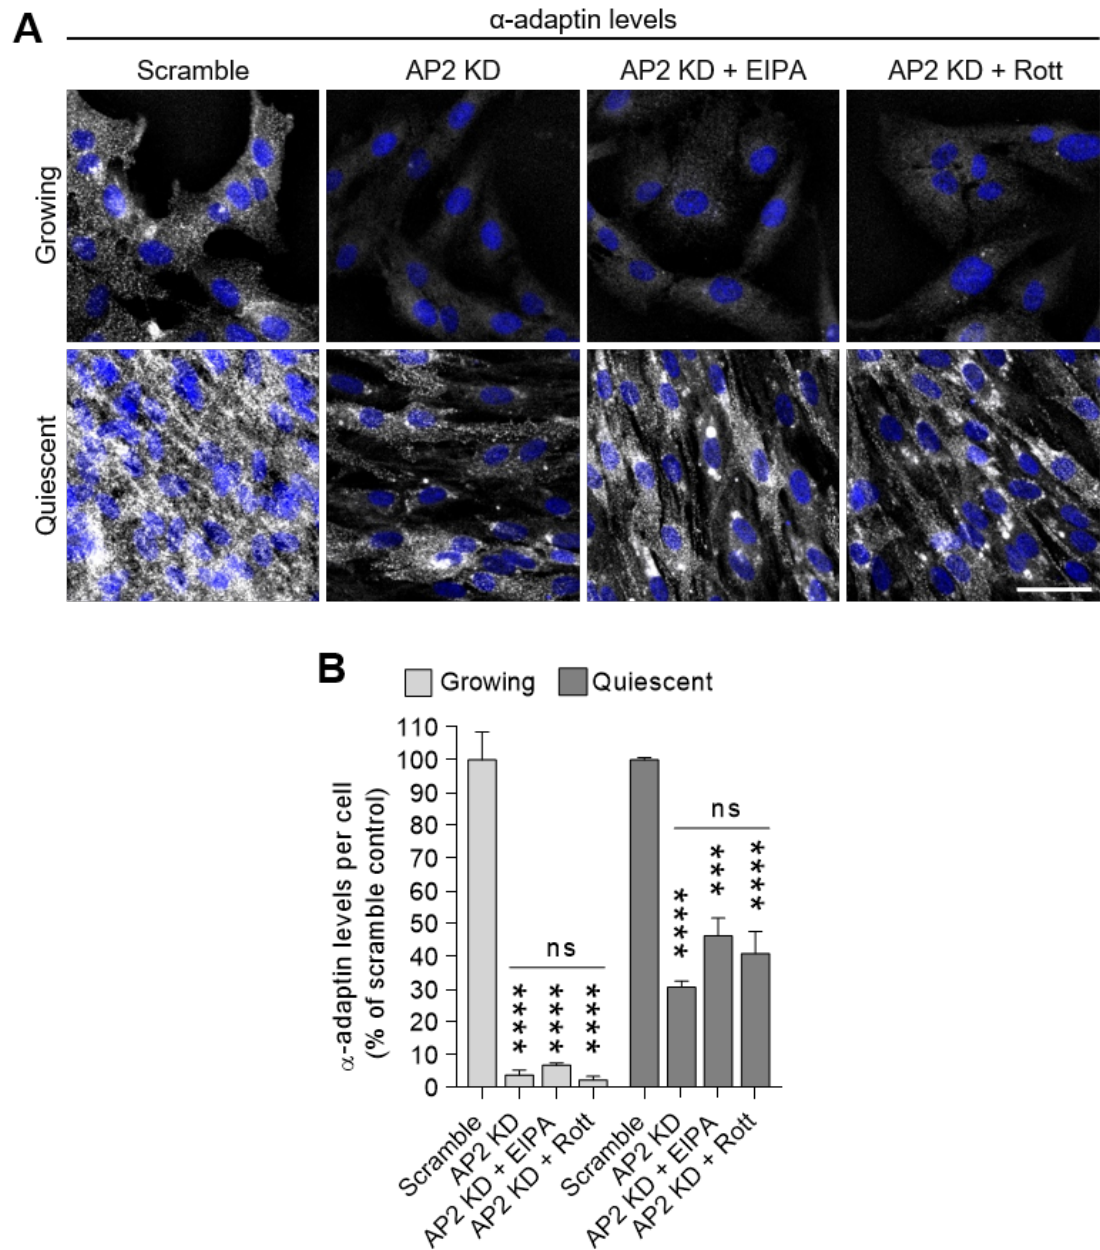 A
α-adaptin levels
Scramble AP2 KD AP2 KD + EIPA AP2 KD + Rott
Growing
Quiescent
B
Growing Quiescent
α-adaptin levels per cell
(% of scramble control)
110
100
90
80
70
60
50
40
30
20
10
0
ns
**** **** ****
ns
**** *** ****
Scramble
AP2 KD
AP2 KD + EIPA
AP2 KD + Rott
Scramble
AP2 KD
AP2 KD + EIPA
AP2 KD + Rott